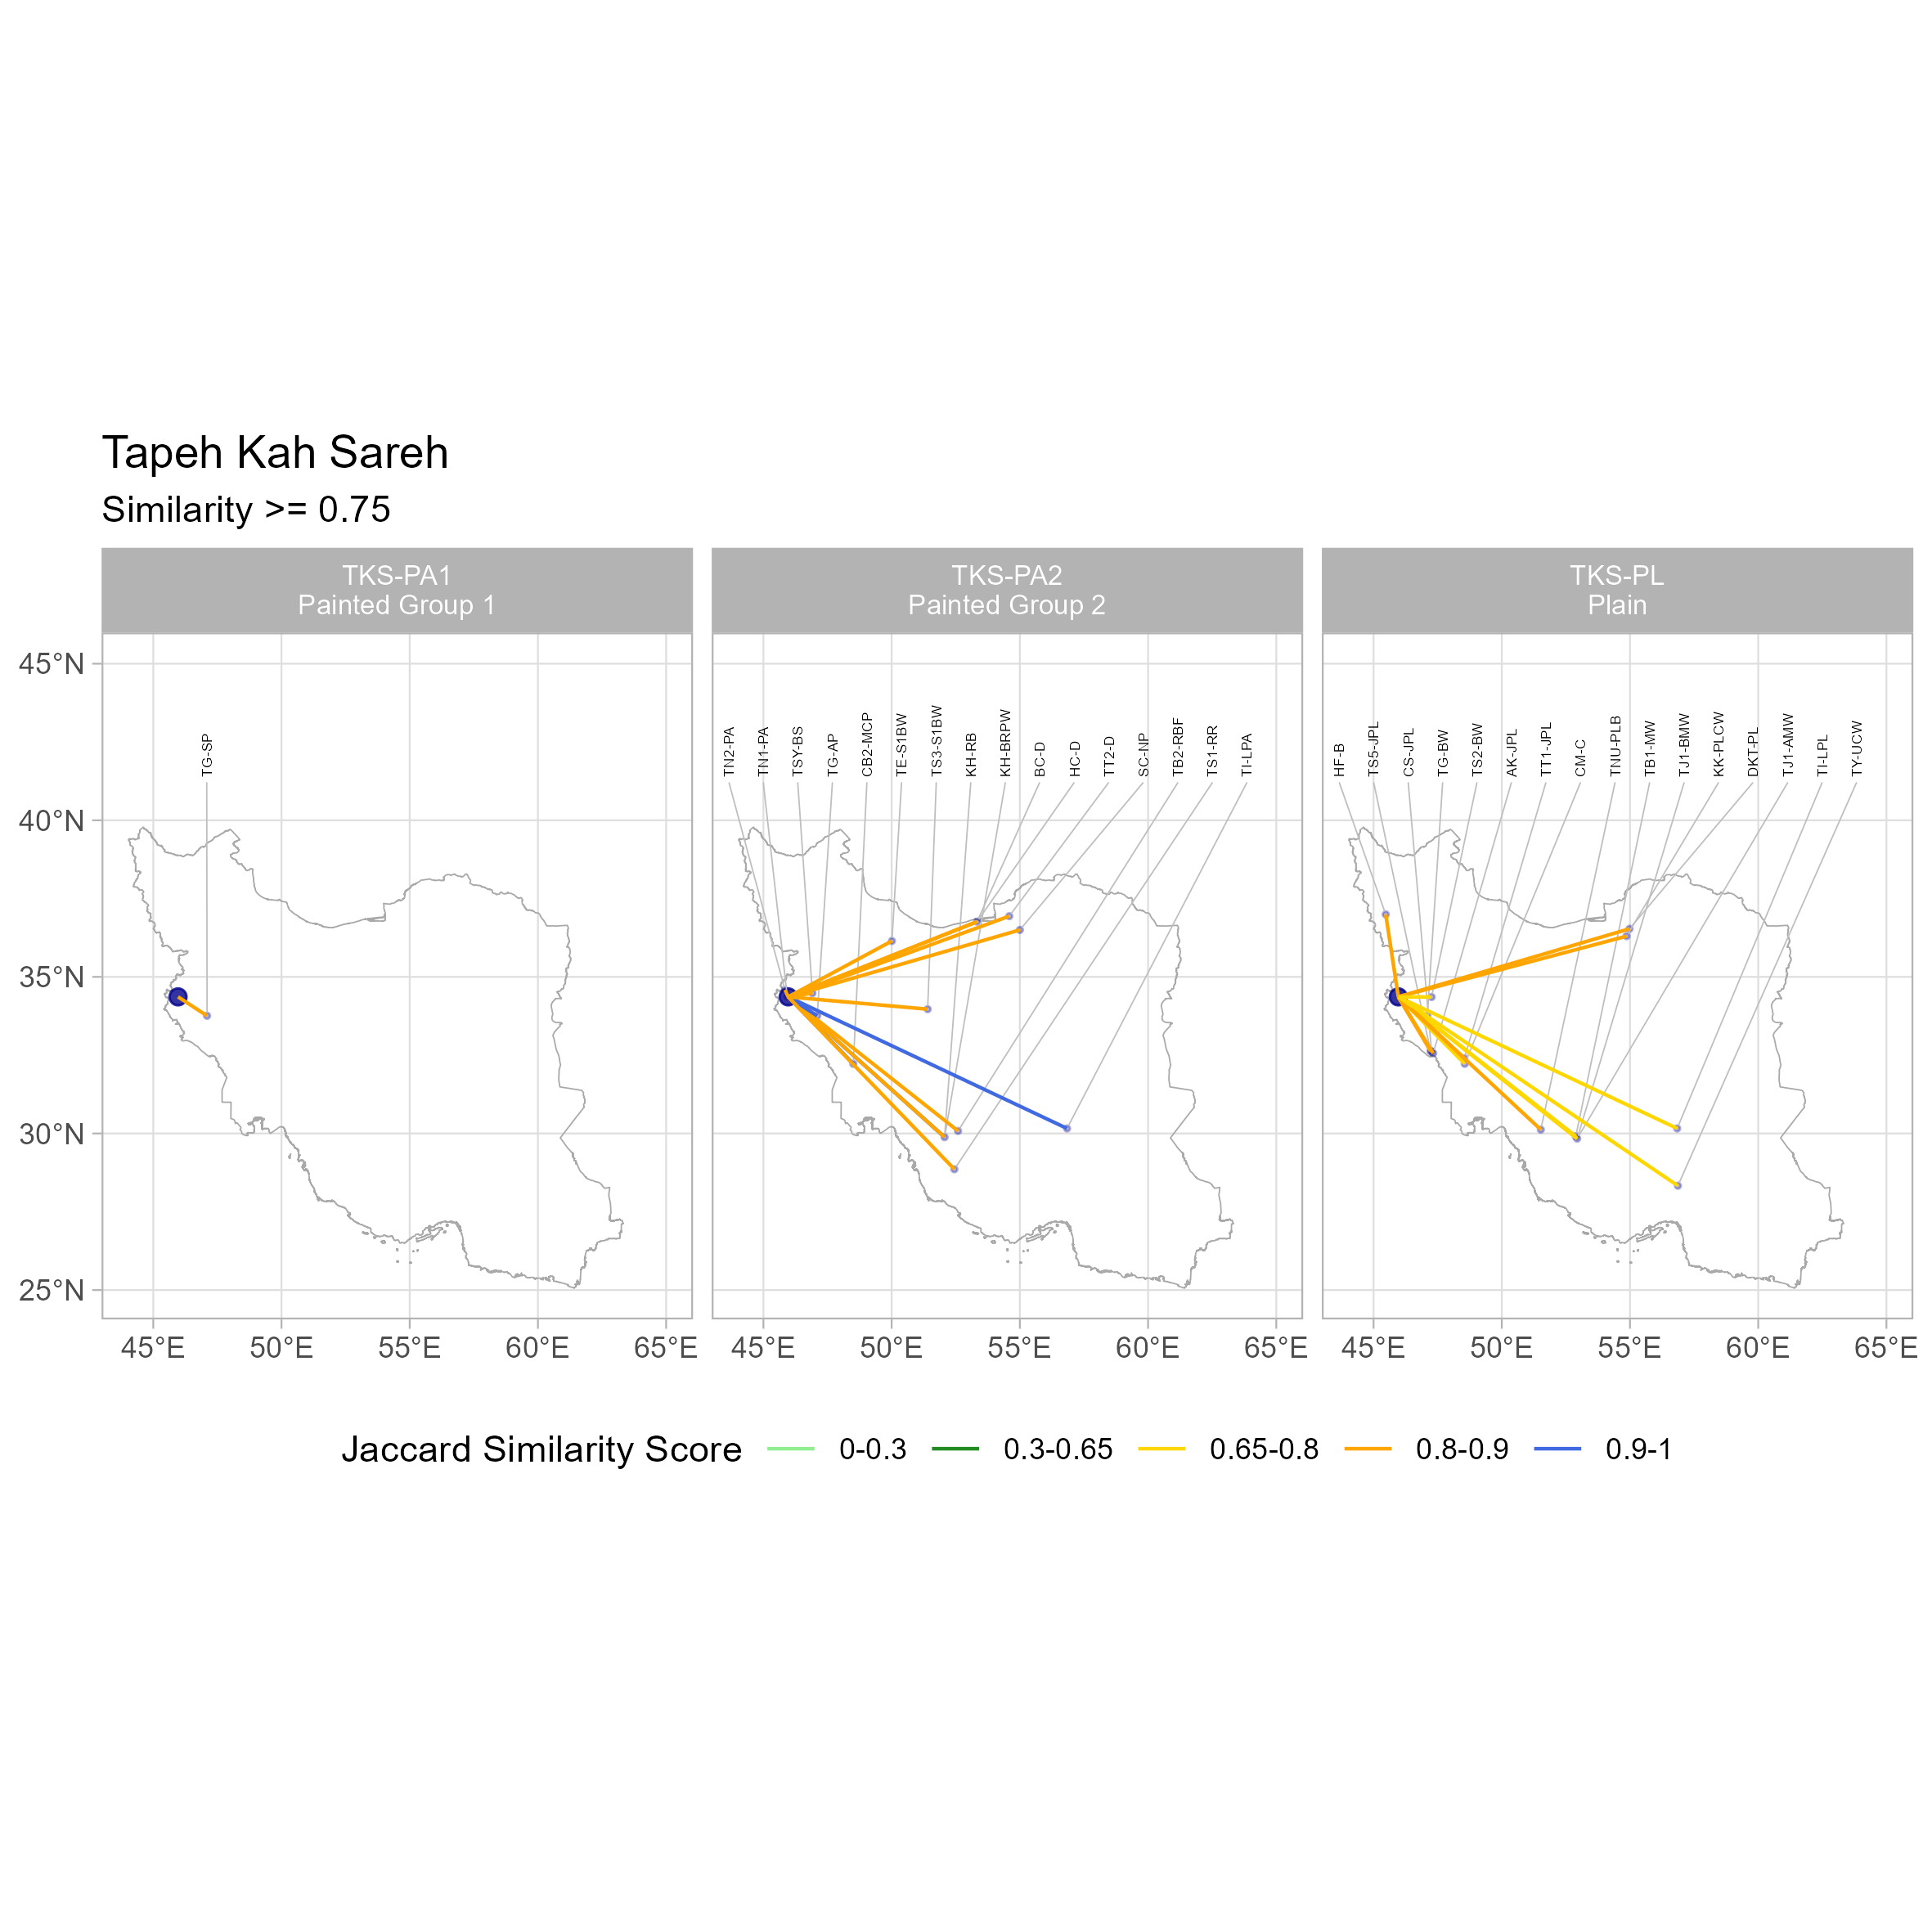 Tapeh Kah Sareh
Similarity >= 0.75
TKS-PA1
Painted Group 1
TKS-PA2
Painted Group 2
TKS-PL
Plain
45°N
40°N
35°N
30°N
25°N
TG-SP
TN2-PA
TN1-PA
TSY-BS
TG-AP
CB2-MCP
TE-S1BW
TS3-S1BW
KH-RB
KH-BRPW
BC-D
HC-D
TT2-D
SC-NP
TB2-RBF
TS1-RR
TI-LPA
HF-B
TS5-JPL
CS-JPL
TG-BW
TS2-BW
AK-JPL
TT1-JPL
CM-C
TNU-PLB
TB1-MW
TJ1-BMW
KK-PLCW
DKT-PL
TJ1-AMW
TI-LPL
TY-UCW
45°E 50°E 55°E 60°E 65°E
45°E 50°E 55°E 60°E 65°E
45°E 50°E 55°E 60°E 65°E
Jaccard Similarity Score 0-0.3 0.3-0.65 0.65-0.8 0.8-0.9 0.9-1